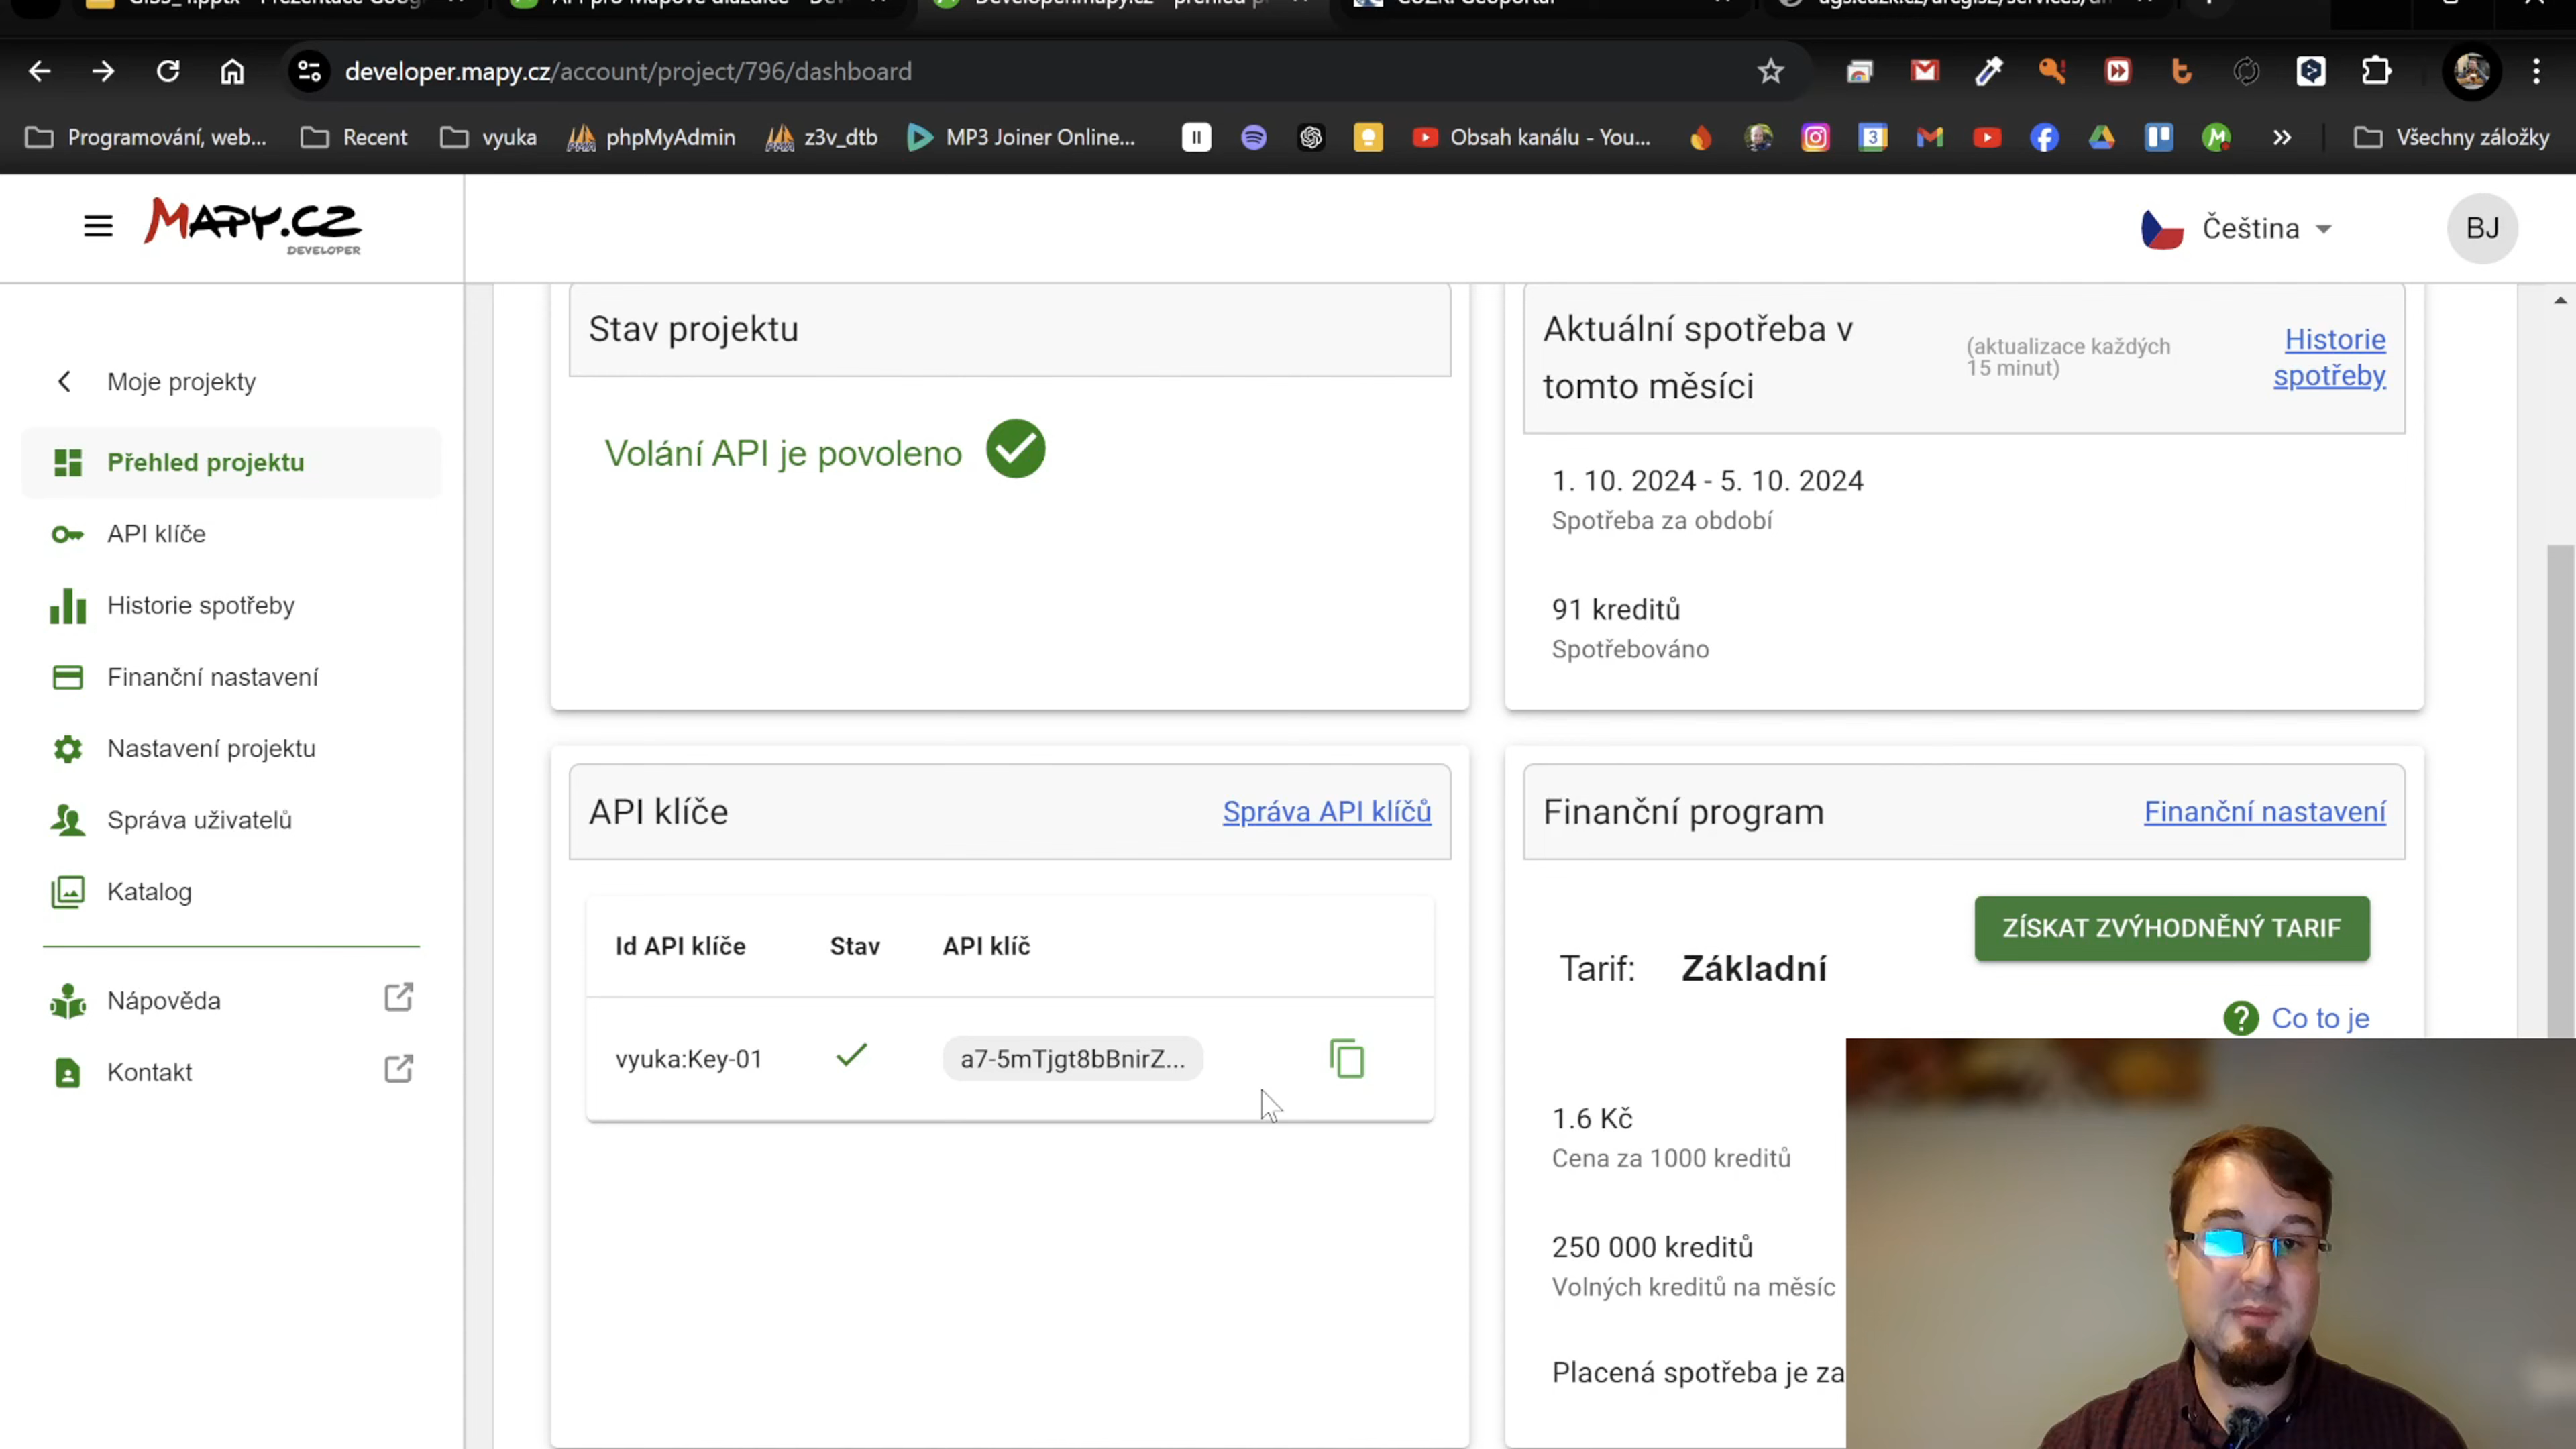 developer.mapy.cz/account/project/796/dashboard
Programování, web...
Recent
vyuka
phpMyAdmin
z3v_dtb
MP3 Joiner Online...
Obsah kanálu - You...
»
Všechny záložky
MAPY.CZ
DEVELOPER
Čeština
BJ
Moje projekty
Přehled projektu
API klíče
Historie spotřeby
Finanční nastavení
Nastavení projektu
Správa uživatelů
Katalog
Nápověda
Kontakt
Stav projektu
Volání API je povoleno
Aktuální spotřeba v
tomto měsíci
(aktualizace každých
15 minut)
Historie
spotřeby
1. 10. 2024 - 5. 10. 2024
Spotřeba za období
91 kreditů
Spotřebováno
API klíče
Správa API klíčů
Id API klíče
Stav
API klíč
vyuka:Key-01
a7-5mTjgt8bBnirZ...
Finanční program
Finanční nastavení
Tarif: Základní
ZÍSKAT ZVÝHODNĚNÝ TARIF
Co to je
1.6 Kč
Cena za 1000 kreditů
250 000 kreditů
Volných kreditů na měsíc
Placená spotřeba je za